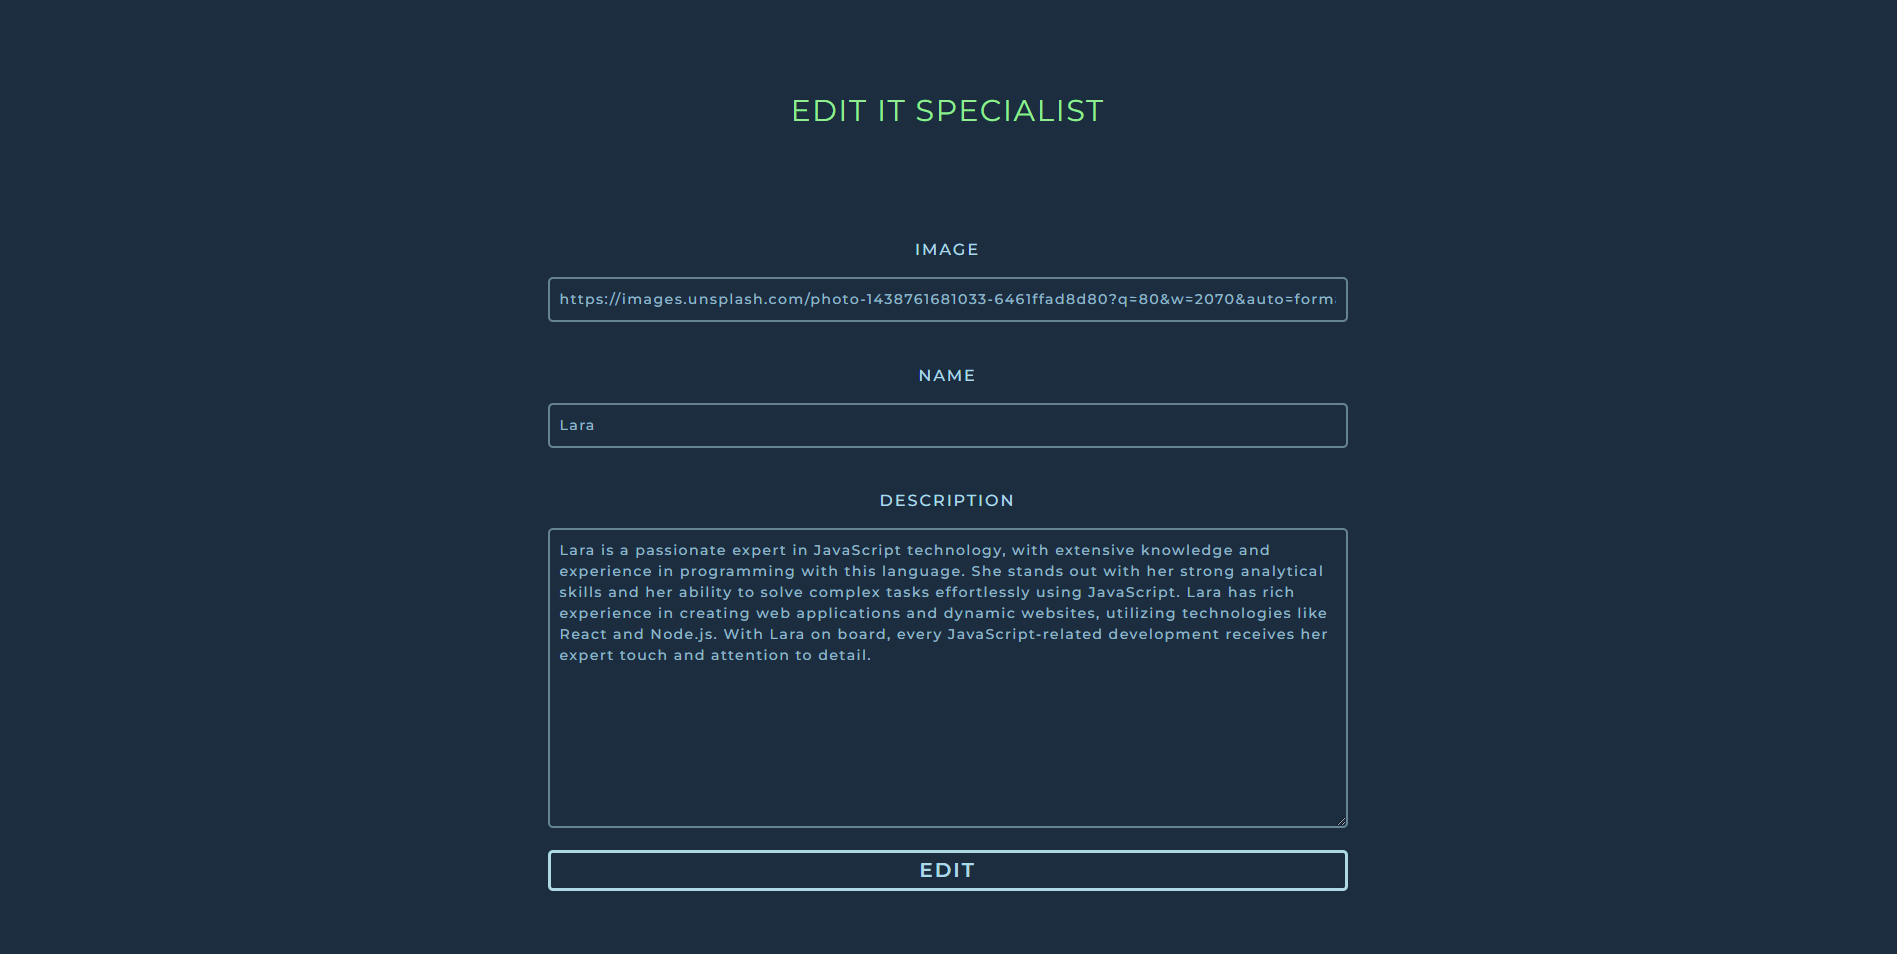 EDIT IT SPECIALIST
IMAGE
https://images.unsplash.com/photo-1438761681033-6461ffad8d80?q=80&w=2070&auto=form
NAME
Lara
DESCRIPTION
Lara is a passionate expert in JavaScript technology, with extensive knowledge and
experience in programming with this language. She stands out with her strong analytical
skills and her ability to solve complex tasks effortlessly using JavaScript. Lara has rich
experience in creating web applications and dynamic websites, utilizing technologies like
React and Node.js. With Lara on board, every JavaScript-related development receives her
expert touch and attention to detail.
EDIT